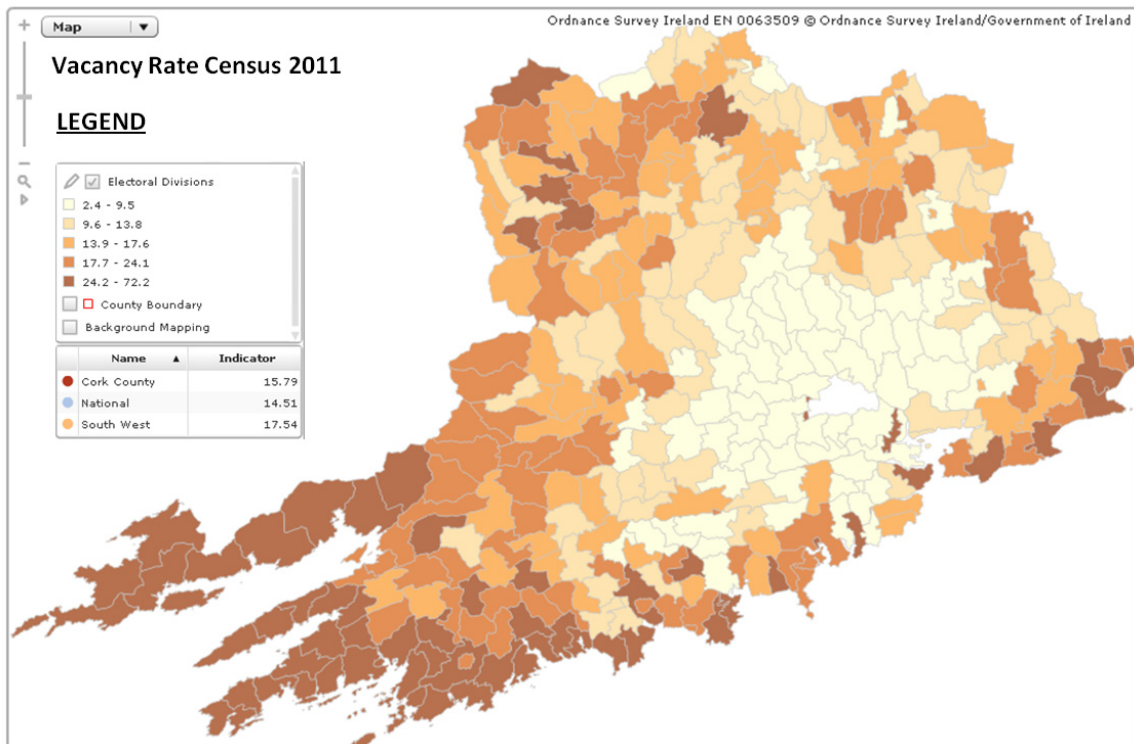 Map
Ordnance Survey Ireland EN 0063509 © Ordnance Survey Ireland/Government of Ireland
Vacancy Rate Census 2011
LEGEND
Electoral Divisions
2.4 - 9.5
9.6 - 13.8
13.9 - 17.6
17.7 - 24.1
24.2 - 72.2
County Boundary
Background Mapping
Name Indicator
Cork County 15.79
National 14.51
South West 17.54